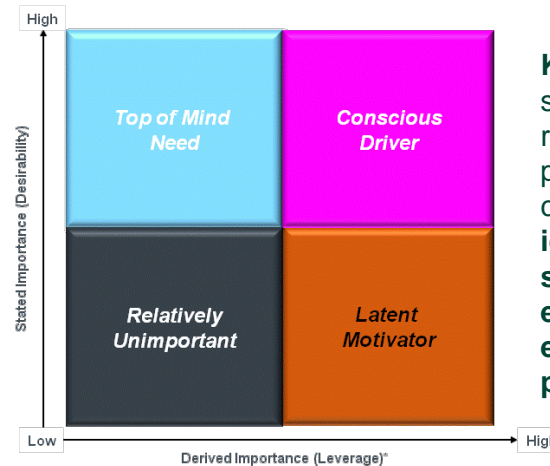 High
Top of Mind
Need
Conscious
Driver
Stated Importance (Desirability)
Relatively
Unimportant
Latent
Motivator
Low
High
Derived Importance (Leverage)*